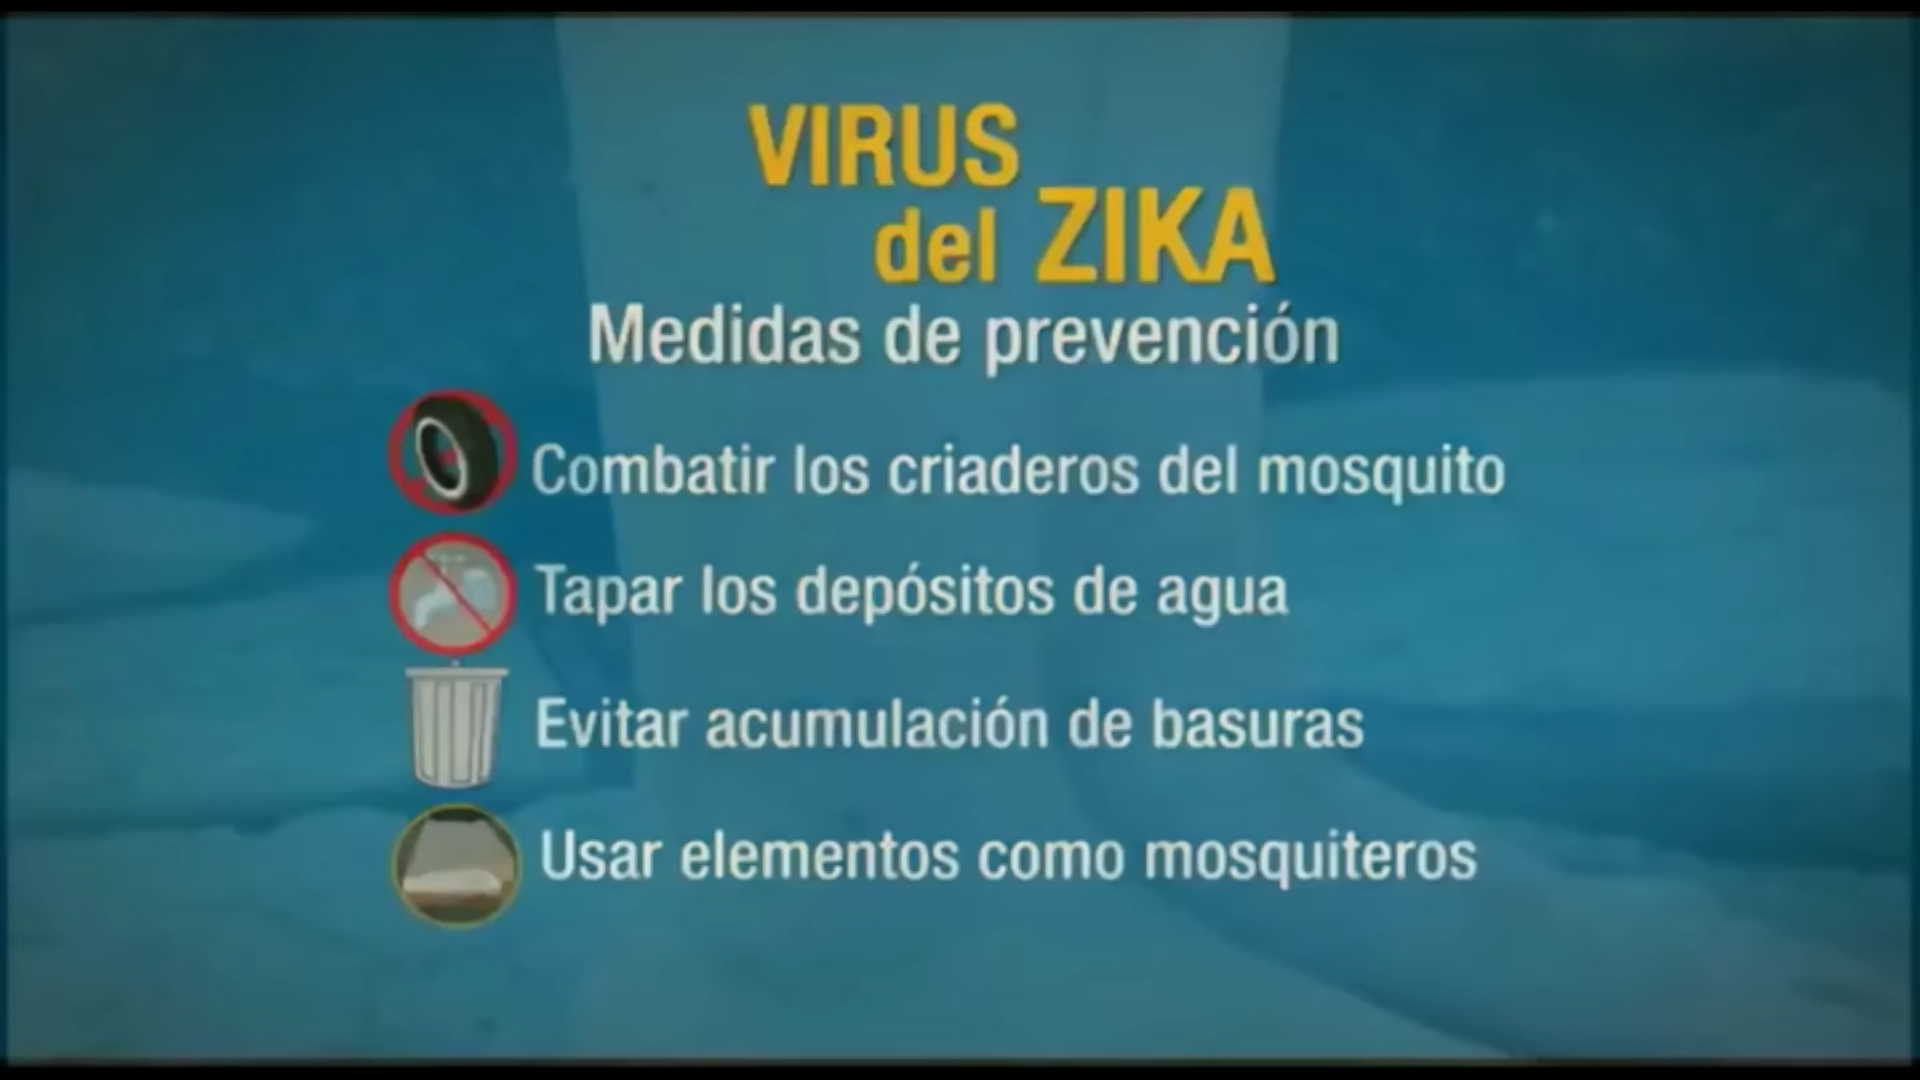 VIRUS
del ZIKA
Medidas de prevención
Combatir los criaderos del mosquito
Tapar los depósitos de agua
Evitar acumulación de basuras
Usar elementos como mosquiteros